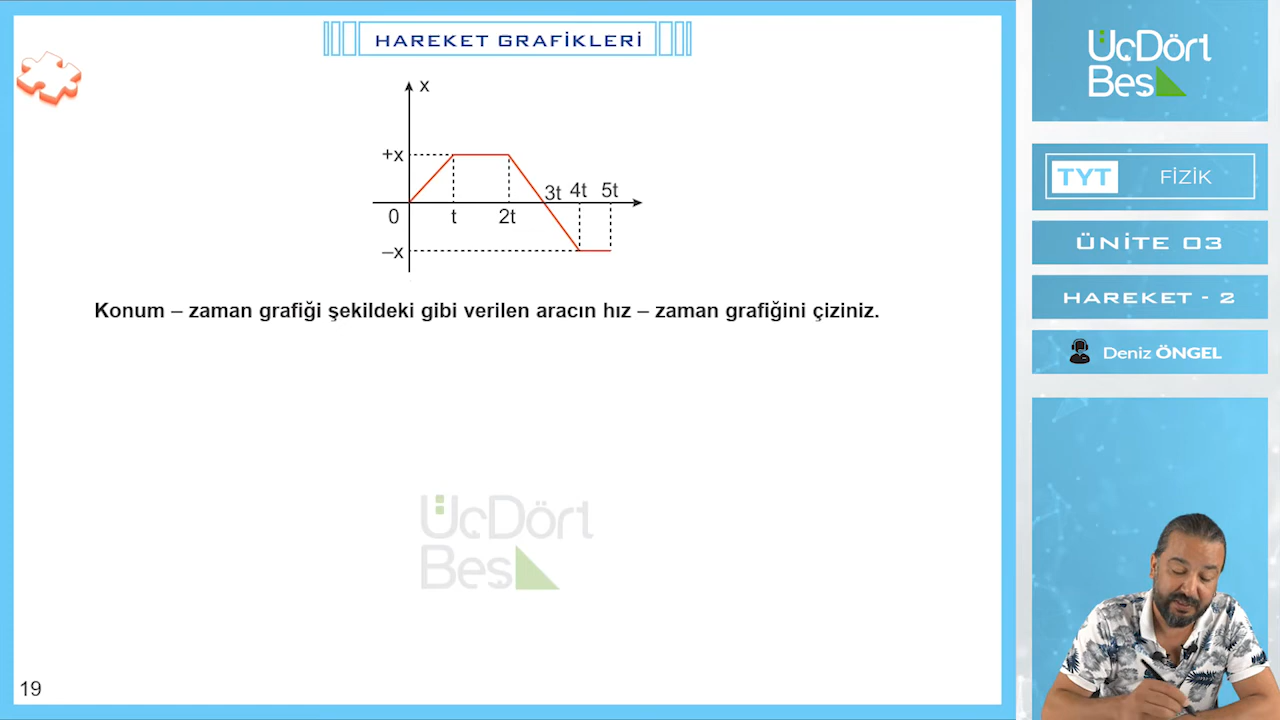 HAREKET GRAFİKLERİ
x
+x
3t 4t 5t
0 t 2t
–x
Konum – zaman grafiği şekildeki gibi verilen aracın hız – zaman grafiğini çiziniz.
ÜçDört
Beş
19
ÜçDört
Beş
TYT FİZİK
ÜNİTE 03
HAREKET - 2
Deniz ÖNGEL